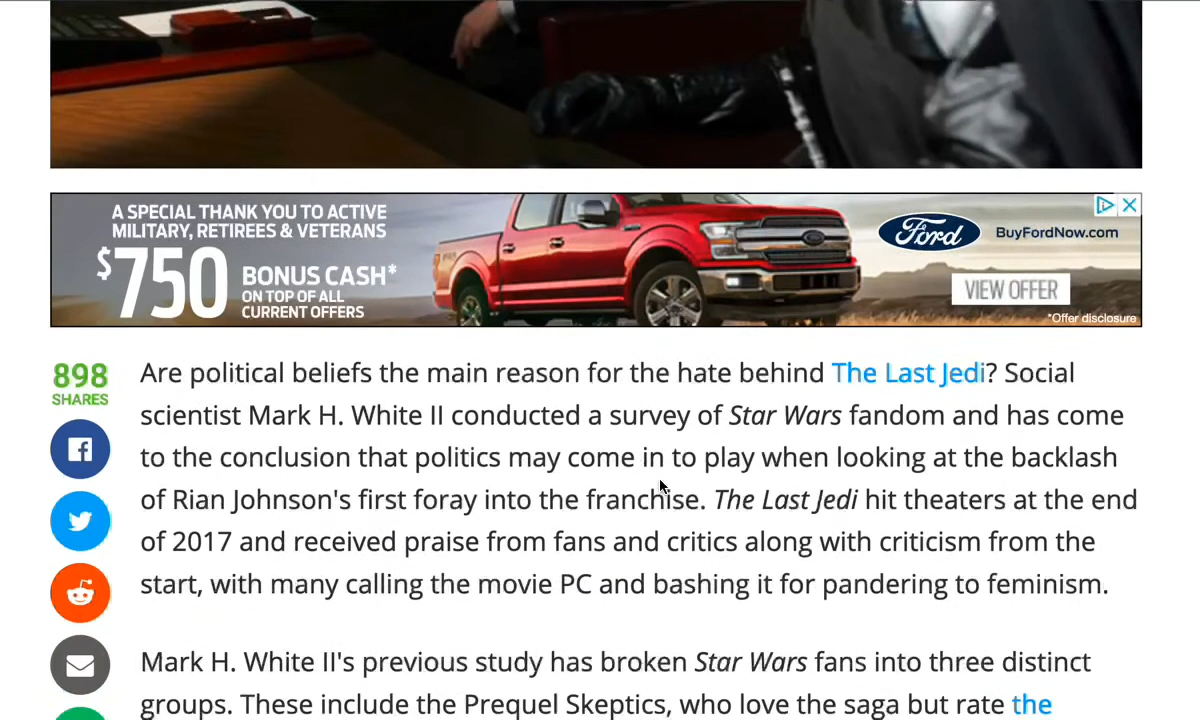 A SPECIAL THANK YOU TO ACTIVE
MILITARY, RETIREES & VETERANS
$750 BONUS CASH*
ON TOP OF ALL
CURRENT OFFERS
Ford
BuyFordNow.com
VIEW OFFER
*Offer disclosure
898
SHARES
Are political beliefs the main reason for the hate behind The Last Jedi? Social
scientist Mark H. White II conducted a survey of Star Wars fandom and has come
to the conclusion that politics may come in to play when looking at the backlash
of Rian Johnson's first foray into the franchise. The Last Jedi hit theaters at the end
of 2017 and received praise from fans and critics along with criticism from the
start, with many calling the movie PC and bashing it for pandering to feminism.
Mark H. White II's previous study has broken Star Wars fans into three distinct
groups. These include the Prequel Skeptics, who love the saga but rate the